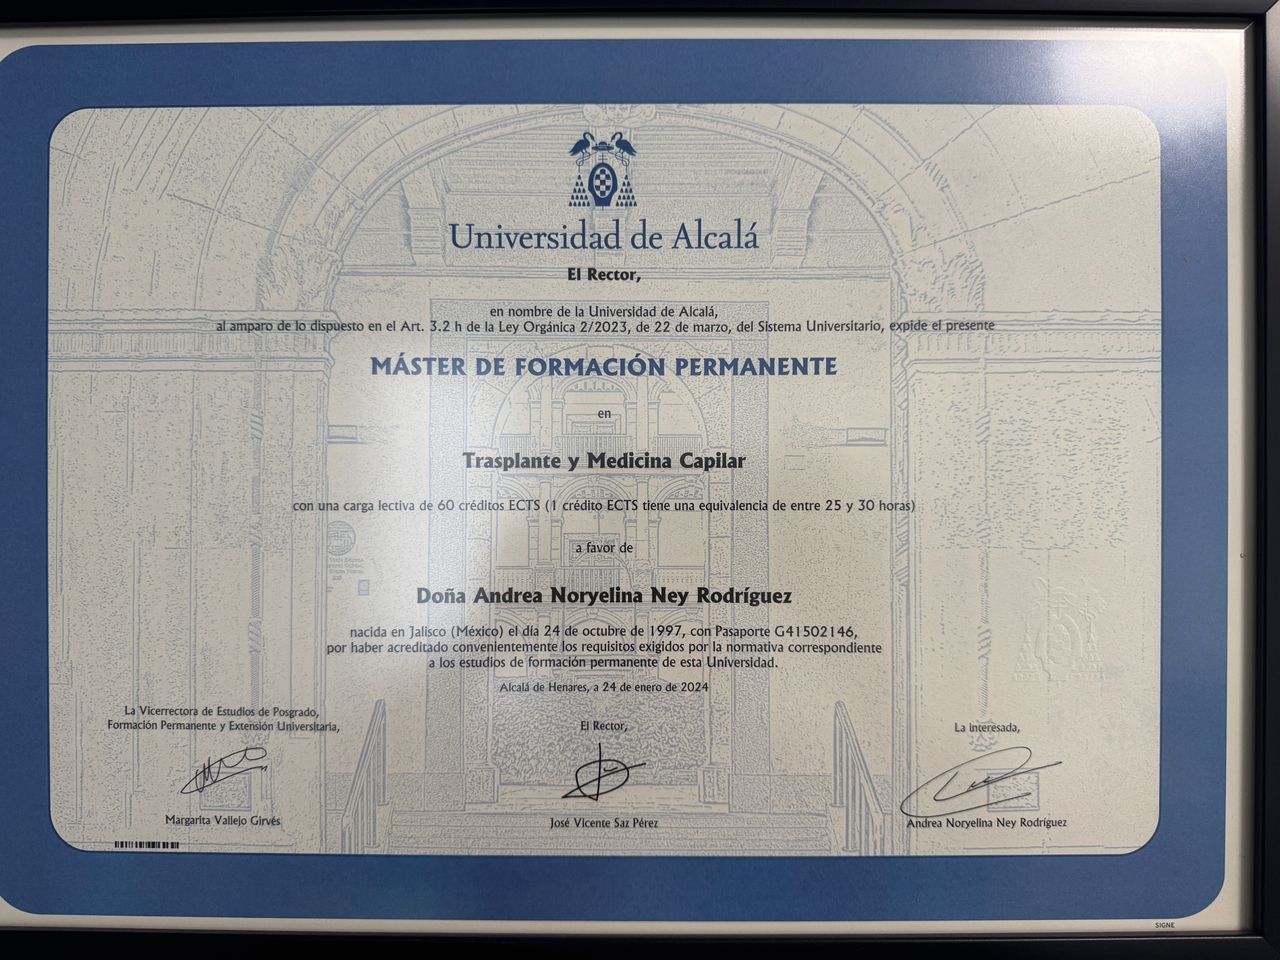 Universidad de Alcalá
El Rector,
en nombre de la Universidad de Alcalá,
al amparo de lo dispuesto en el Art. 3.2 h de la Ley Orgánica 2/2023, de 22 de marzo, del Sistema Universitario, expide el presente
MÁSTER DE FORMACIÓN PERMANENTE
en
Trasplante y Medicina Capilar
con una carga lectiva de 60 créditos ECTS (1 crédito ECTS tiene una equivalencia de entre 25 y 30 horas)
a favor de
Doña Andrea Noryelina Ney Rodríguez
nacida en Jalisco (México) el día 24 de octubre de 1997, con Pasaporte G41502146,
por haber acreditado convenientemente los requisitos exigidos por la normativa correspondiente
a los estudios de formación permanente de esta Universidad.
Alcalá de Henares, a 24 de enero de 2024
La Vicerrectora de Estudios de Posgrado,
Formación Permanente y Extensión Universitaria,
El Rector,
La interesada,
Margarita Vallejo Girvés
José Vicente Saz Pérez
Andrea Noryelina Ney Rodríguez
SIGNE